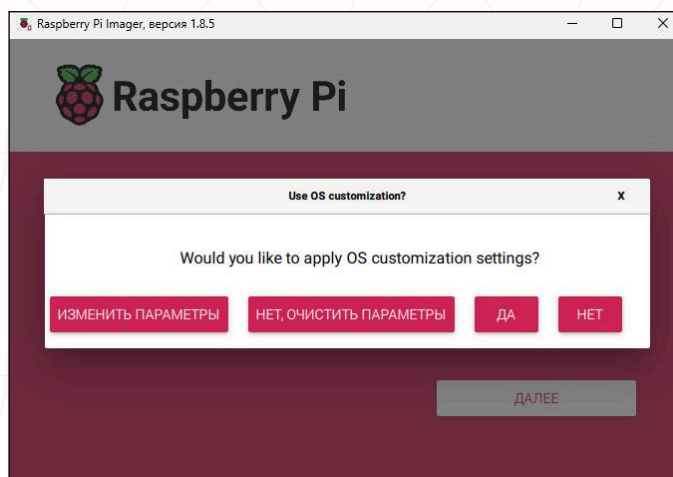 Raspberry Pi Imager, версия 1.8.5
Raspberry Pi
Use OS customization?
X
Would you like to apply OS customization settings?
ИЗМЕНИТЬ ПАРАМЕТРЫ
НЕТ, ОЧИСТИТЬ ПАРАМЕТРЫ
ДА
НЕТ
ДАЛЕЕ